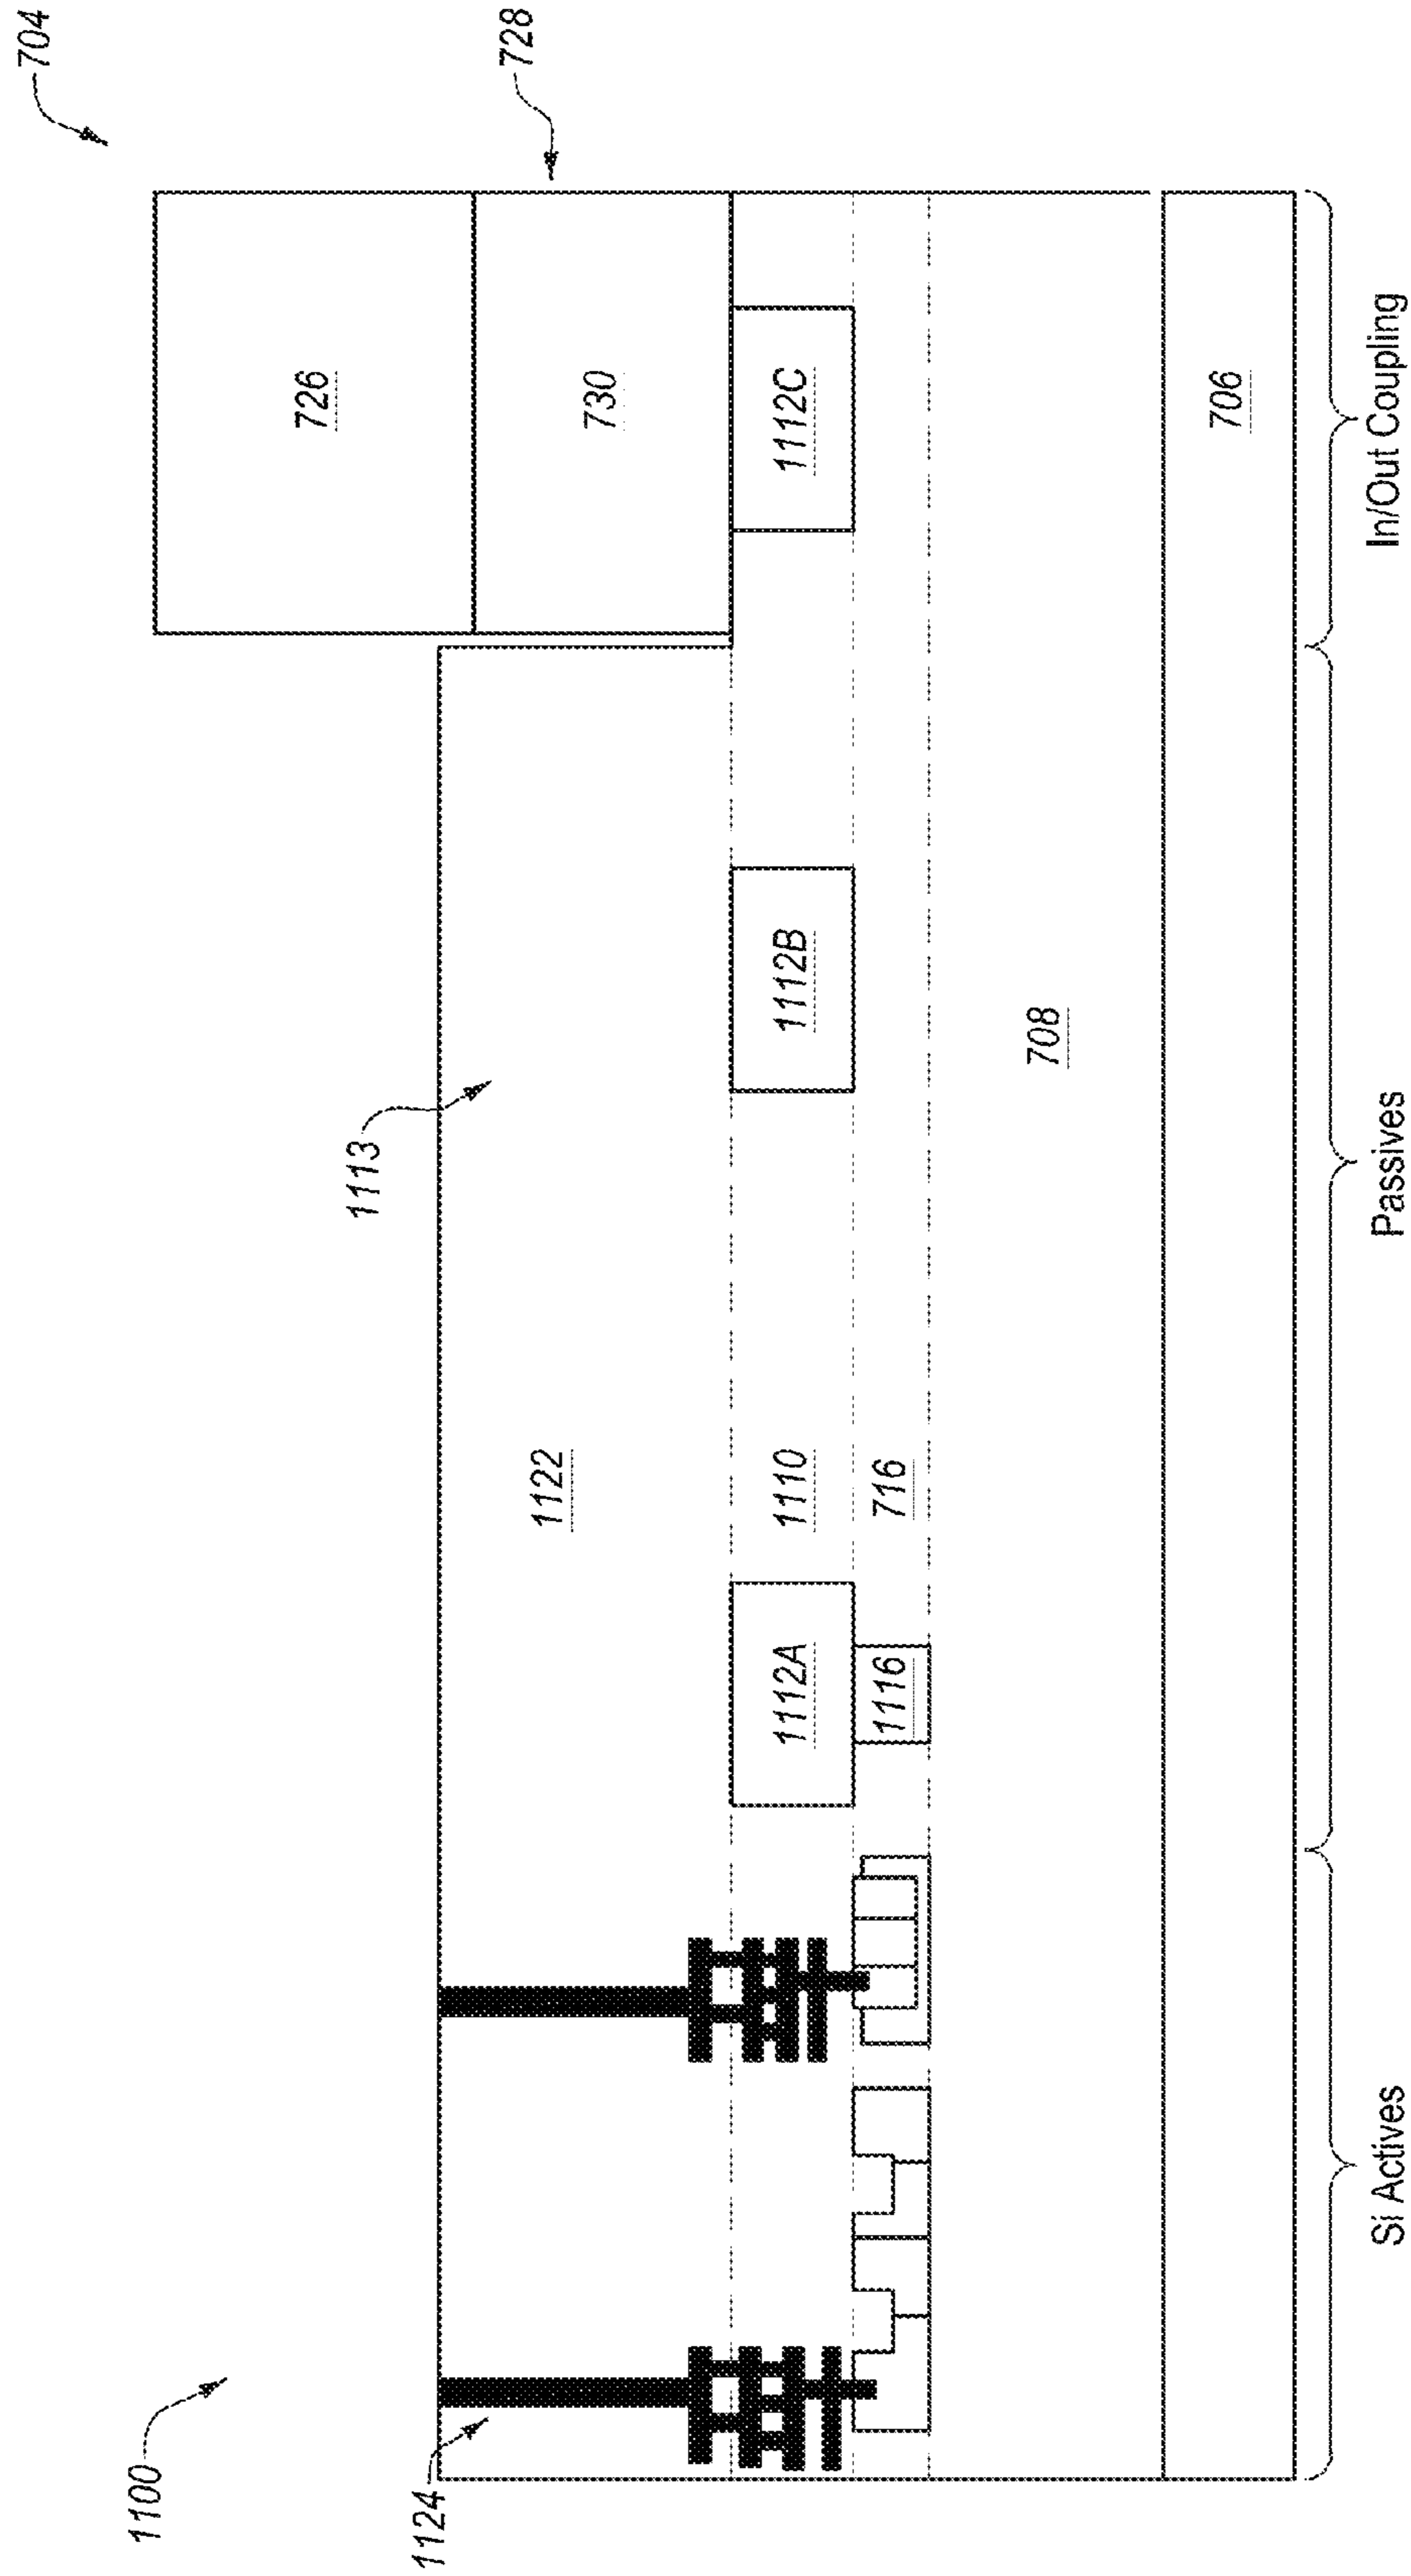 704
1100
726
1113
1124
728
1122
730
1112A
1110
1112B
1112C
1116
716
708
706
Si Actives
Passives
In/Out Coupling